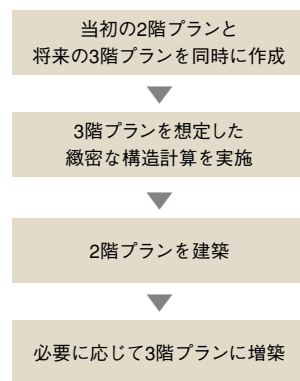 当初の2階プランと
将来の3階プランを同時に作成
3階プランを想定した
緻密な構造計算を実施
2階プランを建築
必要に応じて3階プランに増築